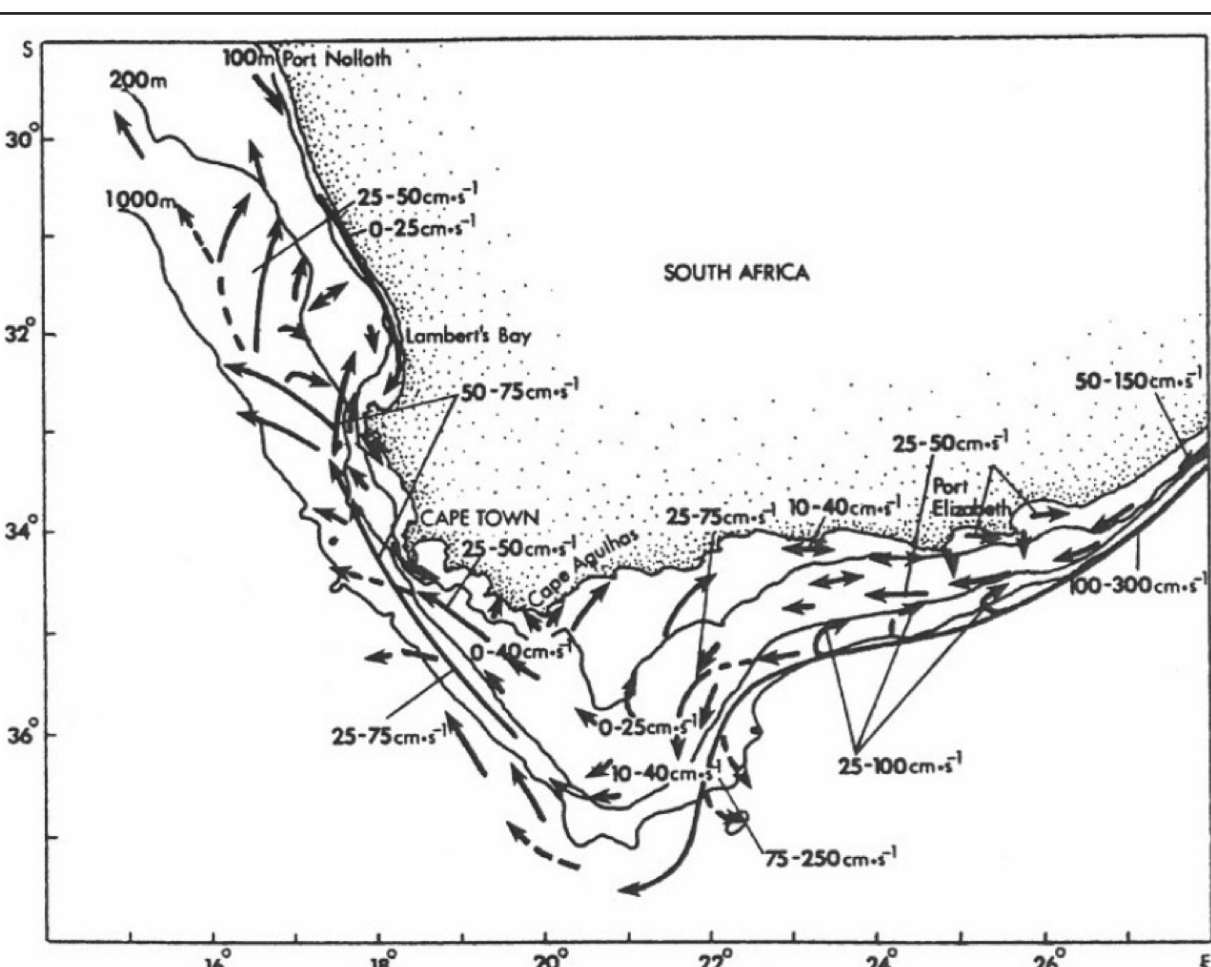 S
100m Port Nolloth
200m
30°
1000m
25-50cm·s⁻¹
0-25cm·s⁻¹
SOUTH AFRICA
32°
Lambert's Bay
50-75cm·s⁻¹
50-150cm·s⁻¹
25-50cm·s⁻¹
Port
Elizabeth
34°
CAPE TOWN
25-75cm·s⁻¹
10-40cm·s⁻¹
25-50cm·s⁻¹
Cape Agulhas
100-300cm·s⁻¹
0-40cm·s⁻¹
36°
25-75cm·s⁻¹
0-25cm·s⁻¹
10-40cm·s⁻¹
25-100cm·s⁻¹
75-250cm·s⁻¹
16° 18° 20° 22° 24° 26° E